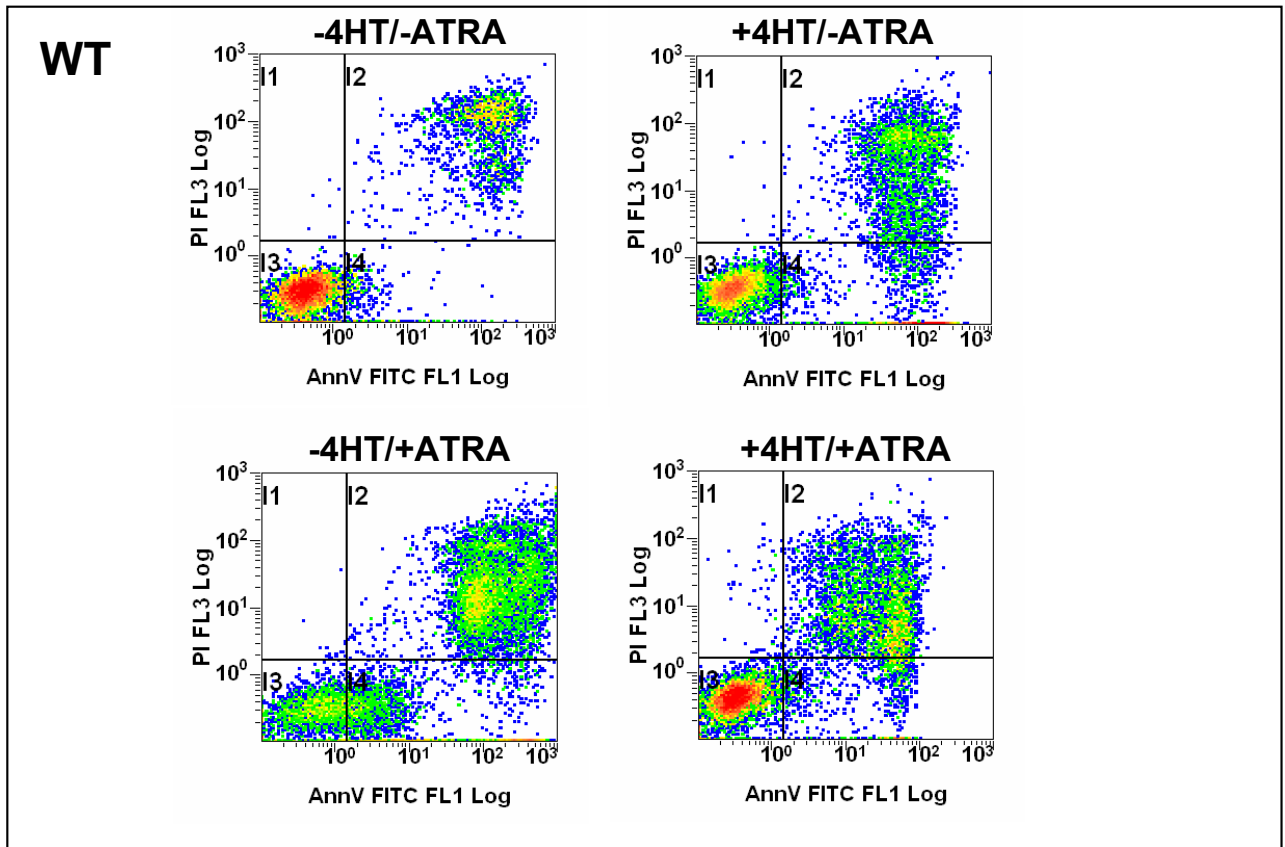 WT
-4HT/-ATRA
10³
I1 I2
10²
10¹
10⁰
I3 I4
PI FL3 Log
10⁰ 10¹ 10² 10³
AnnV FITC FL1 Log
+4HT/-ATRA
10³
I1 I2
10²
10¹
10⁰
I3 I4
PI FL3 Log
10⁰ 10¹ 10² 10³
AnnV FITC FL1 Log
-4HT/+ATRA
10³
I1 I2
10²
10¹
10⁰
I3 I4
PI FL3 Log
10⁰ 10¹ 10² 10³
AnnV FITC FL1 Log
+4HT/+ATRA
10³
I1 I2
10²
10¹
10⁰
I3 I4
PI FL3 Log
10⁰ 10¹ 10² 10³
AnnV FITC FL1 Log